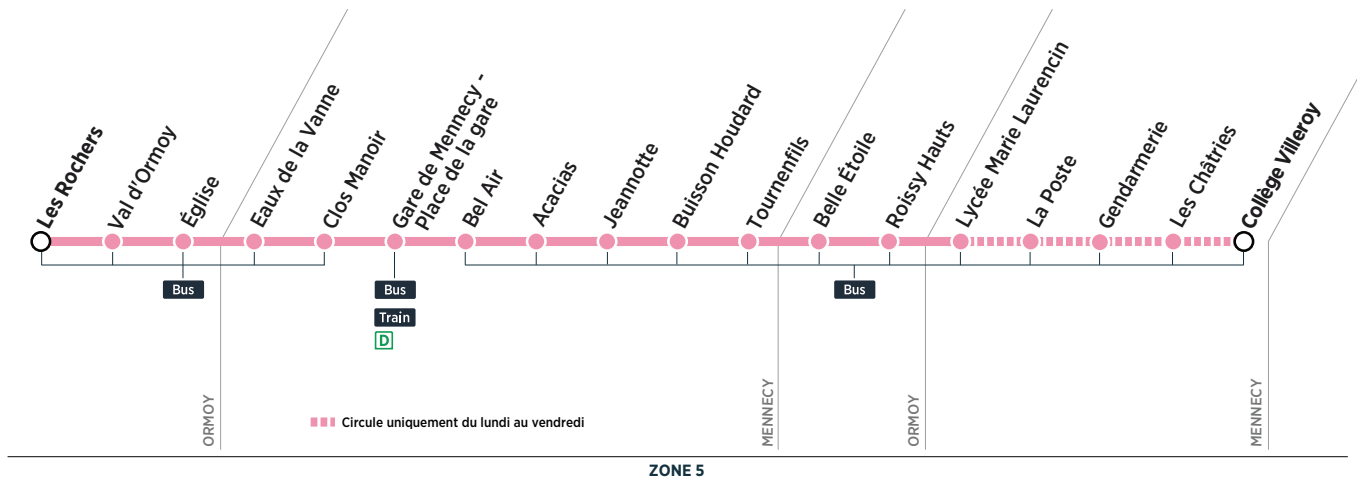 Les Rochers
Val d'Ormoy
Église
Eaux de la Vanne
Clos Manoir
Gare de Mennecy -
Place de la gare
Bel Air
Acacias
Jeannotte
Buisson Houdard
Tournenfils
Belle Étoile
Roissy Hauts
Lycée Marie Laurencin
La Poste
Gendarmerie
Les Châtries
Collège Villeroy
Bus
Bus
Train
D
Bus
ORMOY
MENNECY
ORMOY
MENNECY
Circule uniquement du lundi au vendredi
ZONE 5